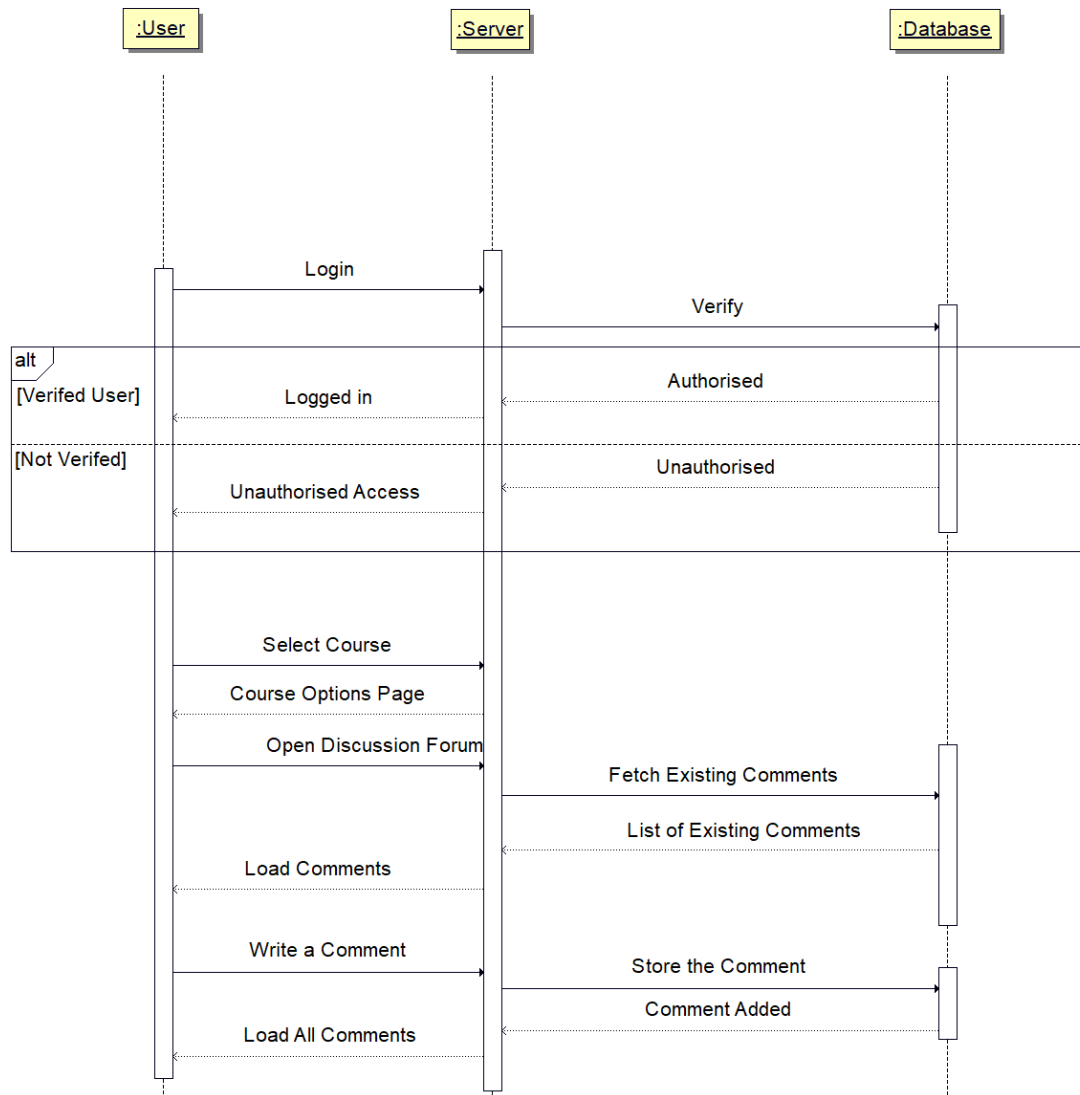 :User
:Server
:Database
Login
Verify
alt
[Verifed User]
Authorised
Logged in
[Not Verifed]
Unauthorised
Unauthorised Access
Select Course
Course Options Page
Open Discussion Forum
Fetch Existing Comments
List of Existing Comments
Load Comments
Write a Comment
Store the Comment
Comment Added
Load All Comments